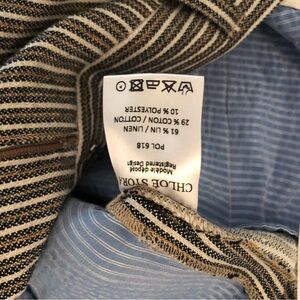 CHLOE STOR
Registered Design
Modèle déposé
POL 618
61 % LIN / LINEN
29 % COTON / COTTON
10 % POLYESTER